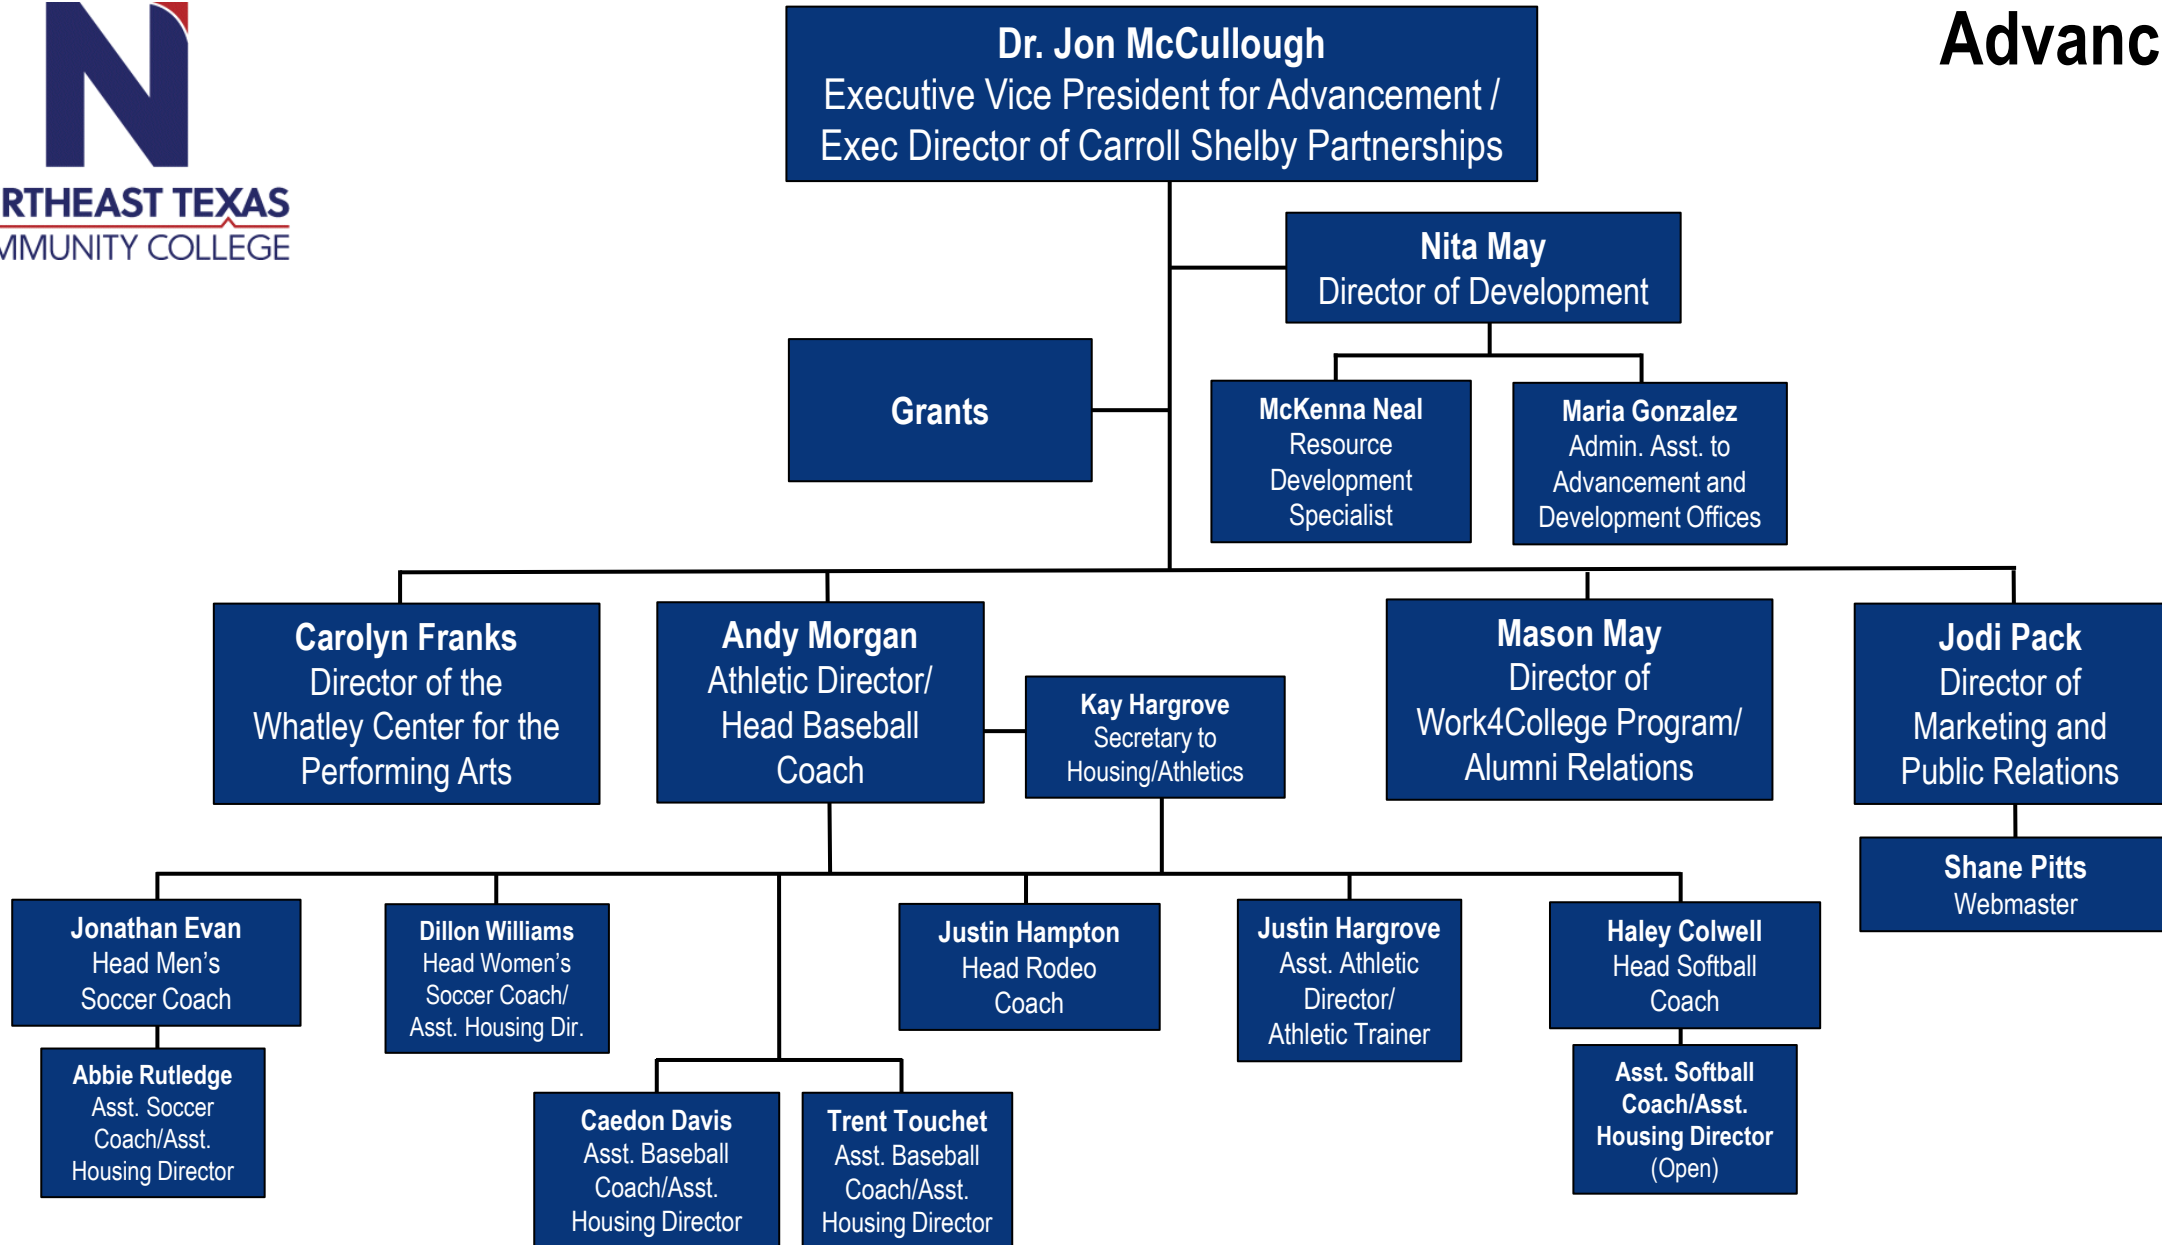 RTHEAST TEXAS
MMUNITY COLLEGE
Advanc
Dr. Jon McCullough
Executive Vice President for Advancement /
Exec Director of Carroll Shelby Partnerships
Nita May
Director of Development
Grants
McKenna Neal
Resource
Development
Specialist
Maria Gonzalez
Admin. Asst. to
Advancement and
Development Offices
Carolyn Franks
Director of the
Whatley Center for the
Performing Arts
Andy Morgan
Athletic Director/
Head Baseball
Coach
Kay Hargrove
Secretary to
Housing/Athletics
Mason May
Director of
Work4College Program/
Alumni Relations
Jodi Pack
Director of
Marketing and
Public Relations
Shane Pitts
Webmaster
Jonathan Evan
Head Men's
Soccer Coach
Dillon Williams
Head Women's
Soccer Coach/
Asst. Housing Dir.
Justin Hampton
Head Rodeo
Coach
Justin Hargrove
Asst. Athletic
Director/
Athletic Trainer
Haley Colwell
Head Softball
Coach
Abbie Rutledge
Asst. Soccer
Coach/Asst.
Housing Director
Caedon Davis
Asst. Baseball
Coach/Asst.
Housing Director
Trent Touchet
Asst. Baseball
Coach/Asst.
Housing Director
Asst. Softball
Coach/Asst.
Housing Director
(Open)